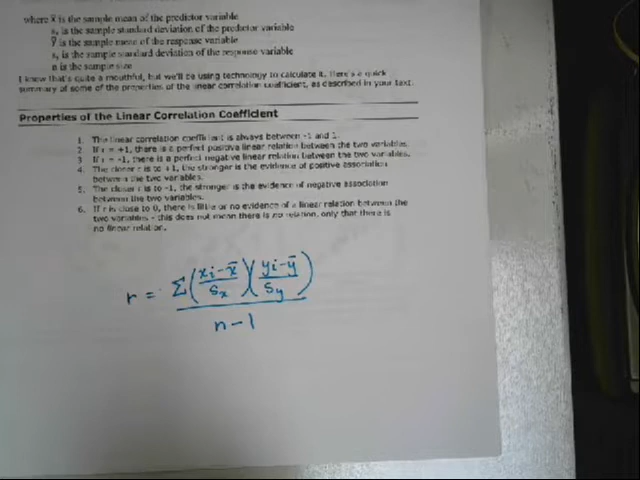 where x̄ is the sample mean of the predictor variable
sₓ is the sample standard deviation of the predictor variable
ȳ is the sample mean of the response variable
sᵧ is the sample standard deviation of the response variable
n is the sample size
I know that's quite a mouthful, but we'll be using technology to calculate it. Here's a quick
summary of some of the properties of the linear correlation coefficient, as described in your text.
Properties of the Linear Correlation Coefficient
1. The linear correlation coefficient is always between -1 and 1.
2. If r = +1, there is a perfect positive linear relation between the two variables.
3. If r = -1, there is a perfect negative linear relation between the two variables.
4. The closer r is to +1, the stronger is the evidence of positive association
between the two variables.
5. The closer r is to -1, the stronger is the evidence of negative association
between the two variables.
6. If r is close to 0, there is little or no evidence of a linear relation between the
two variables - this does not mean there is no relation, only that there is
no linear relation.
r = Σ((xi - x̄)/Sx)((yi - ȳ)/Sy)
n - 1